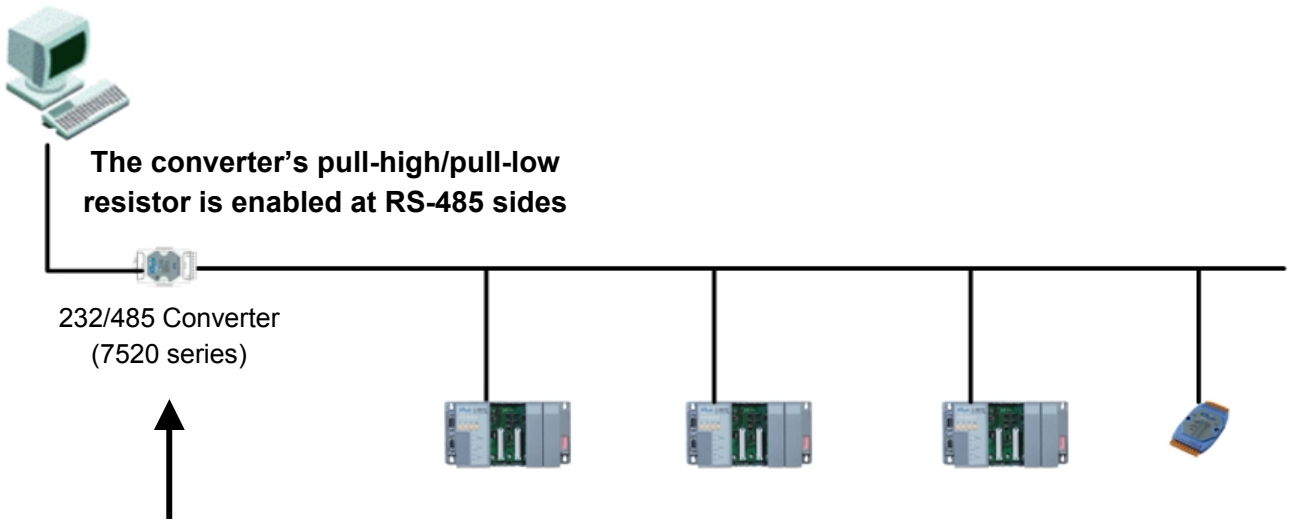 The converter’s pull-high/pull-low
resistor is enabled at RS-485 sides
232/485 Converter
(7520 series)